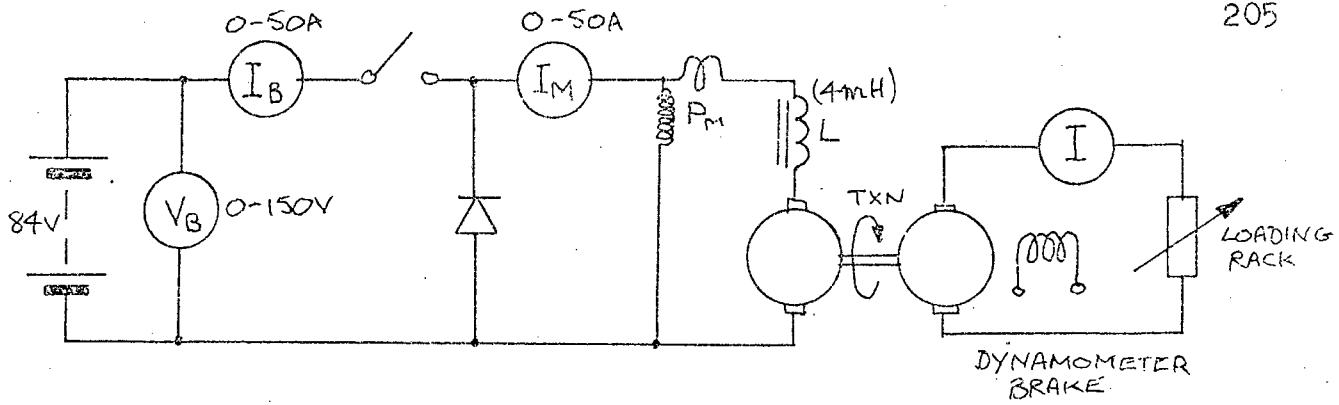 205
0-50A
0-50A
I_B
I_M
P_M
(4mH)
L
84V
V_B
0-150V
TXN
I
LOADING
RACK
DYNAMOMETER
BRAKE